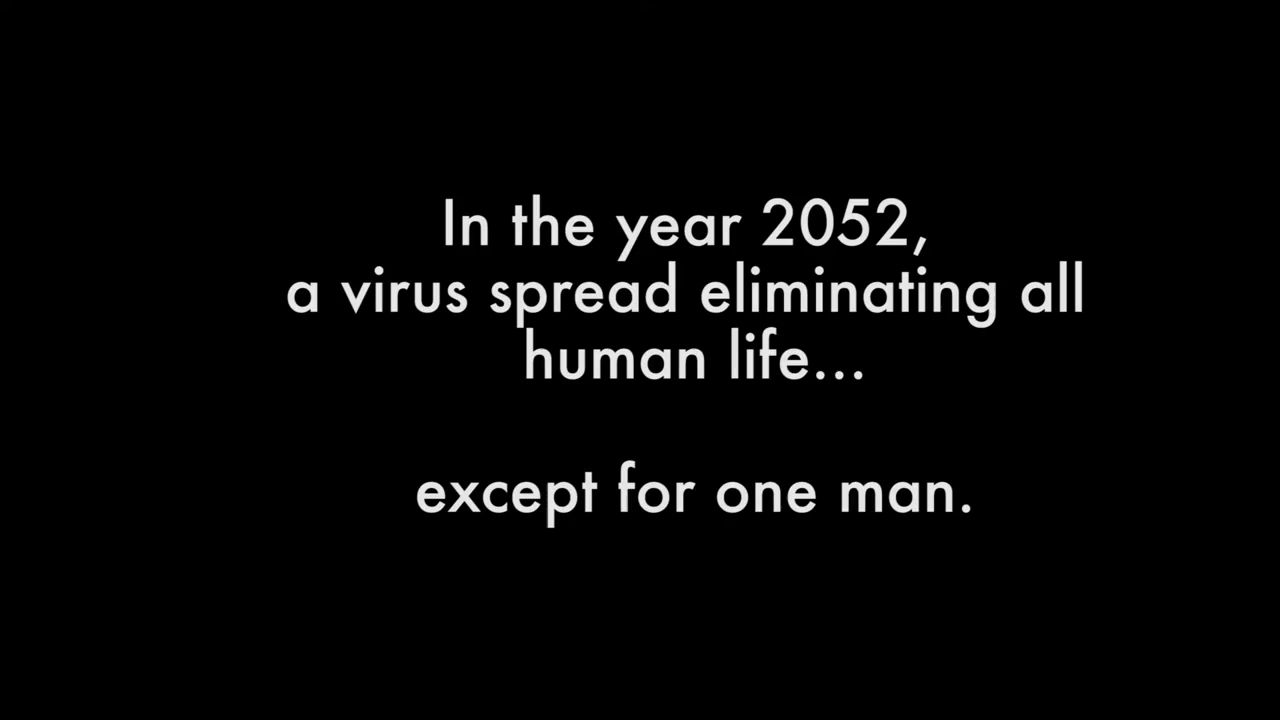 In the year 2052,
a virus spread eliminating all
human life...
except for one man.